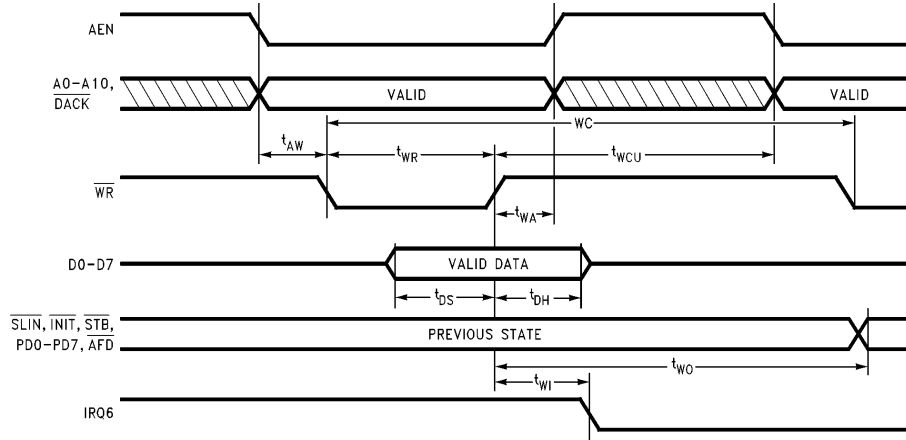 AEN
A0-A10,
DACK
VALID
VALID
WC
tAW
tWR
tWCU
WR
tWA
D0-D7
VALID DATA
tDS
tDH
SLIN, INIT, STB,
PD0-PD7, AFD
PREVIOUS STATE
tWO
tWI
IRQ6